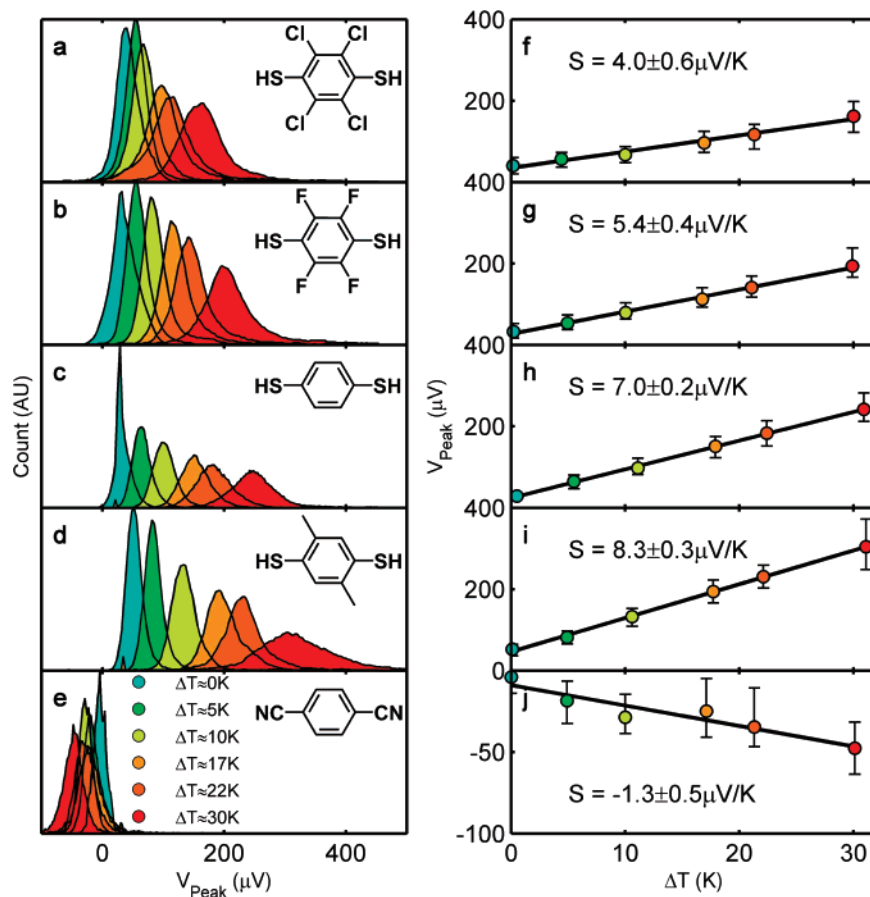 a
Cl
Cl
HS
SH
Cl
Cl
b
F
F
HS
SH
F
F
c
HS
SH
d
HS
SH
e
NC
CN
ΔT≈0K
ΔT≈5K
ΔT≈10K
ΔT≈17K
ΔT≈22K
ΔT≈30K
Count (AU)
0
200
400
V_Peak (μV)
f
S = 4.0±0.6μV/K
400
200
400
g
S = 5.4±0.4μV/K
200
400
h
S = 7.0±0.2μV/K
200
400
i
S = 8.3±0.3μV/K
200
0
j
S = -1.3±0.5μV/K
-50
-100
V_Peak (μV)
0
10
20
30
ΔT (K)